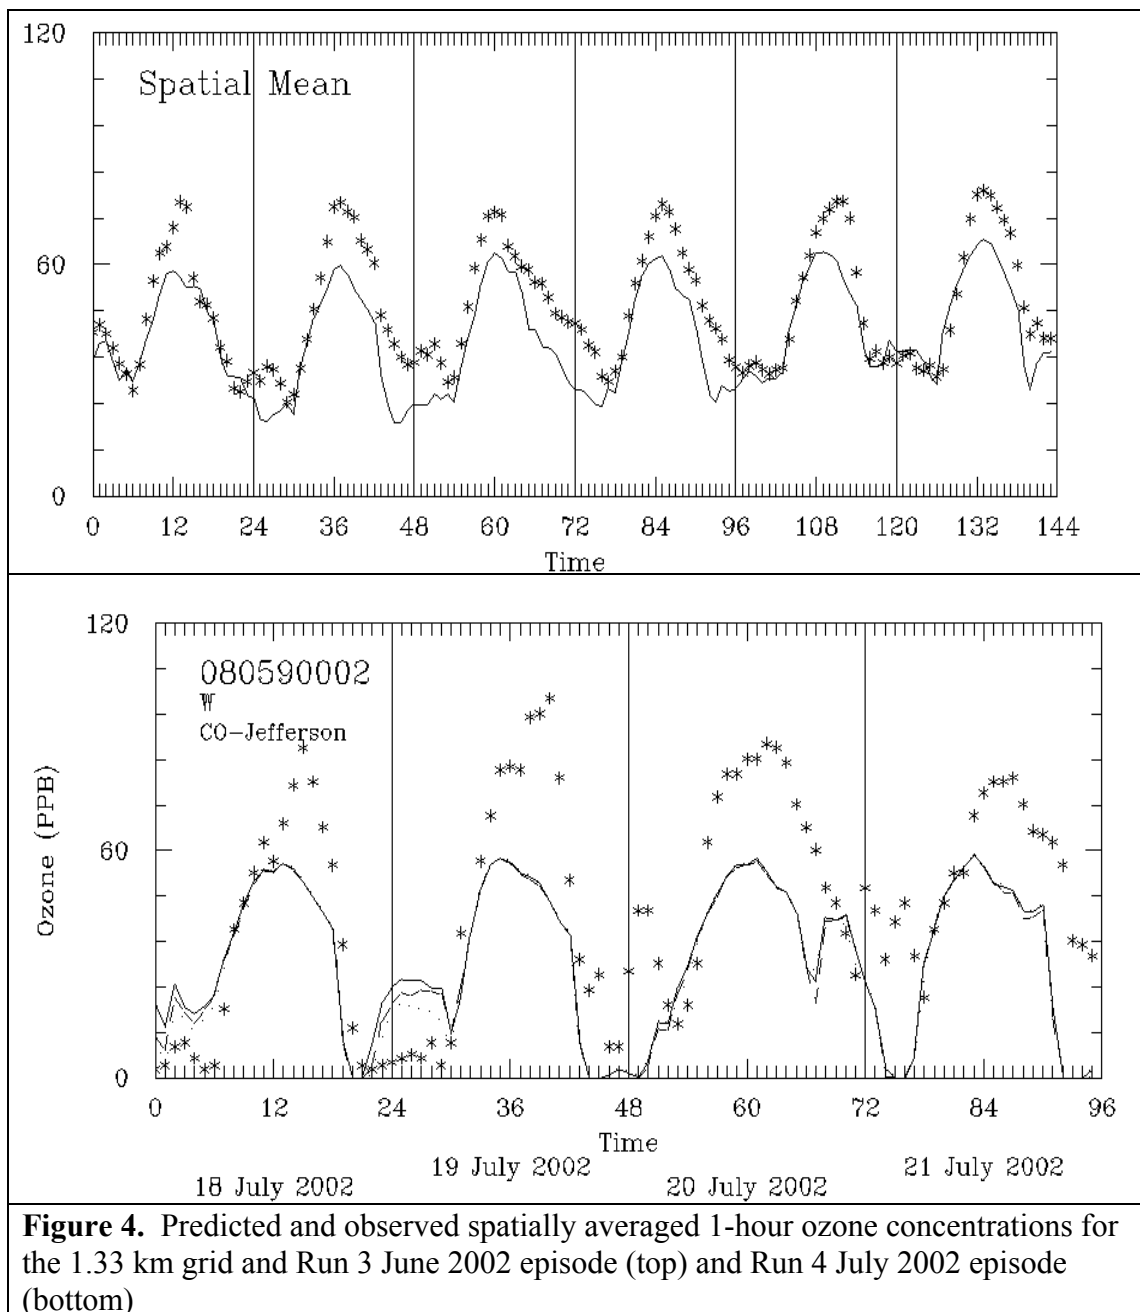 120
Spatial Mean
60
0
0 12 24 36 48 60 72 84 96 108 120 132 144
Time
120
080590002
W
CO-Jefferson
60
Ozone (PPB)
0
0 12 24 36 48 60 72 84 96
Time
19 July 2002 21 July 2002
18 July 2002 20 July 2002
Figure 4. Predicted and observed spatially averaged 1-hour ozone concentrations for
the 1.33 km grid and Run 3 June 2002 episode (top) and Run 4 July 2002 episode
(bottom)